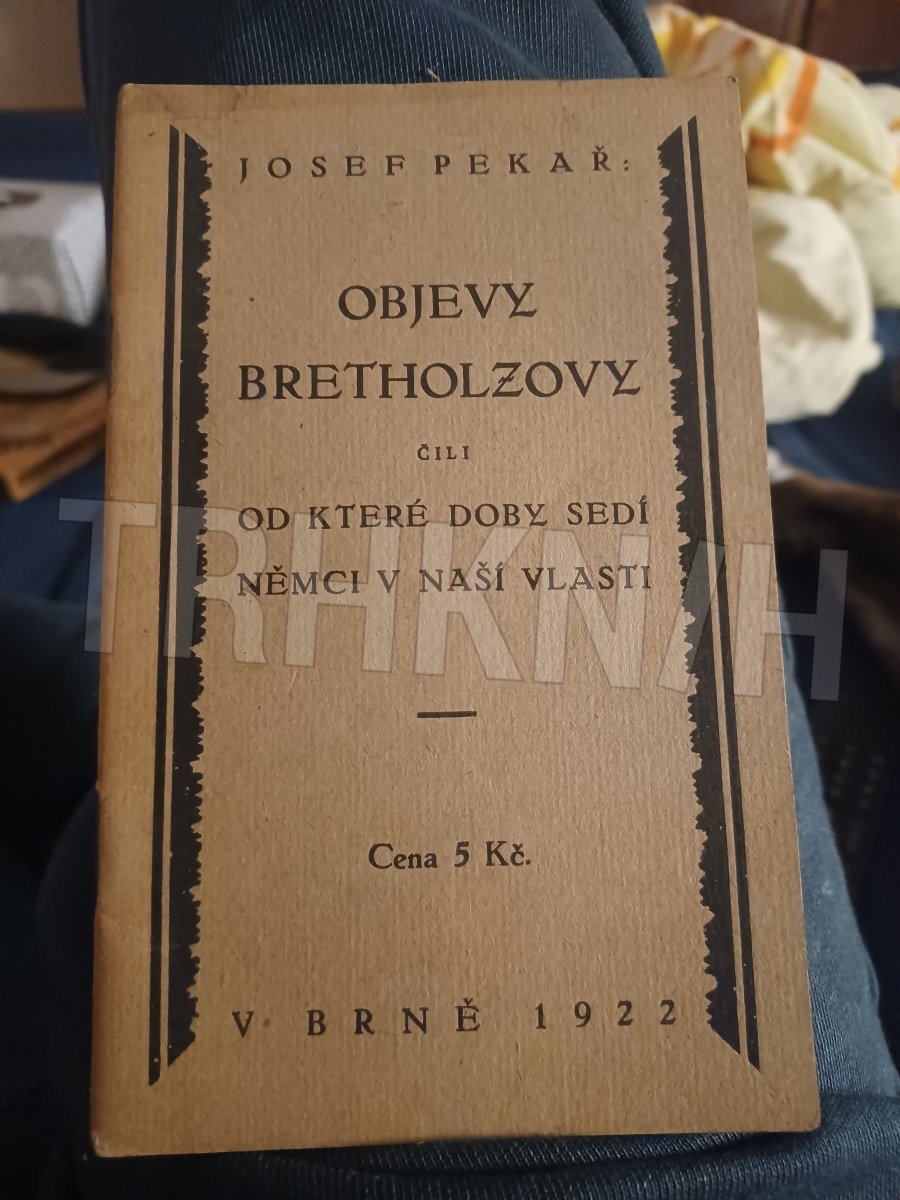 JOSEF PEKAŘ:
OBJEVY
BRETHOLZOVY
ČILI
OD KTERÉ DOBY SEDÍ
NĚMCI V NAŠÍ VLASTI
TRHKNIH
Cena 5 Kč.
V BRNĚ 1922